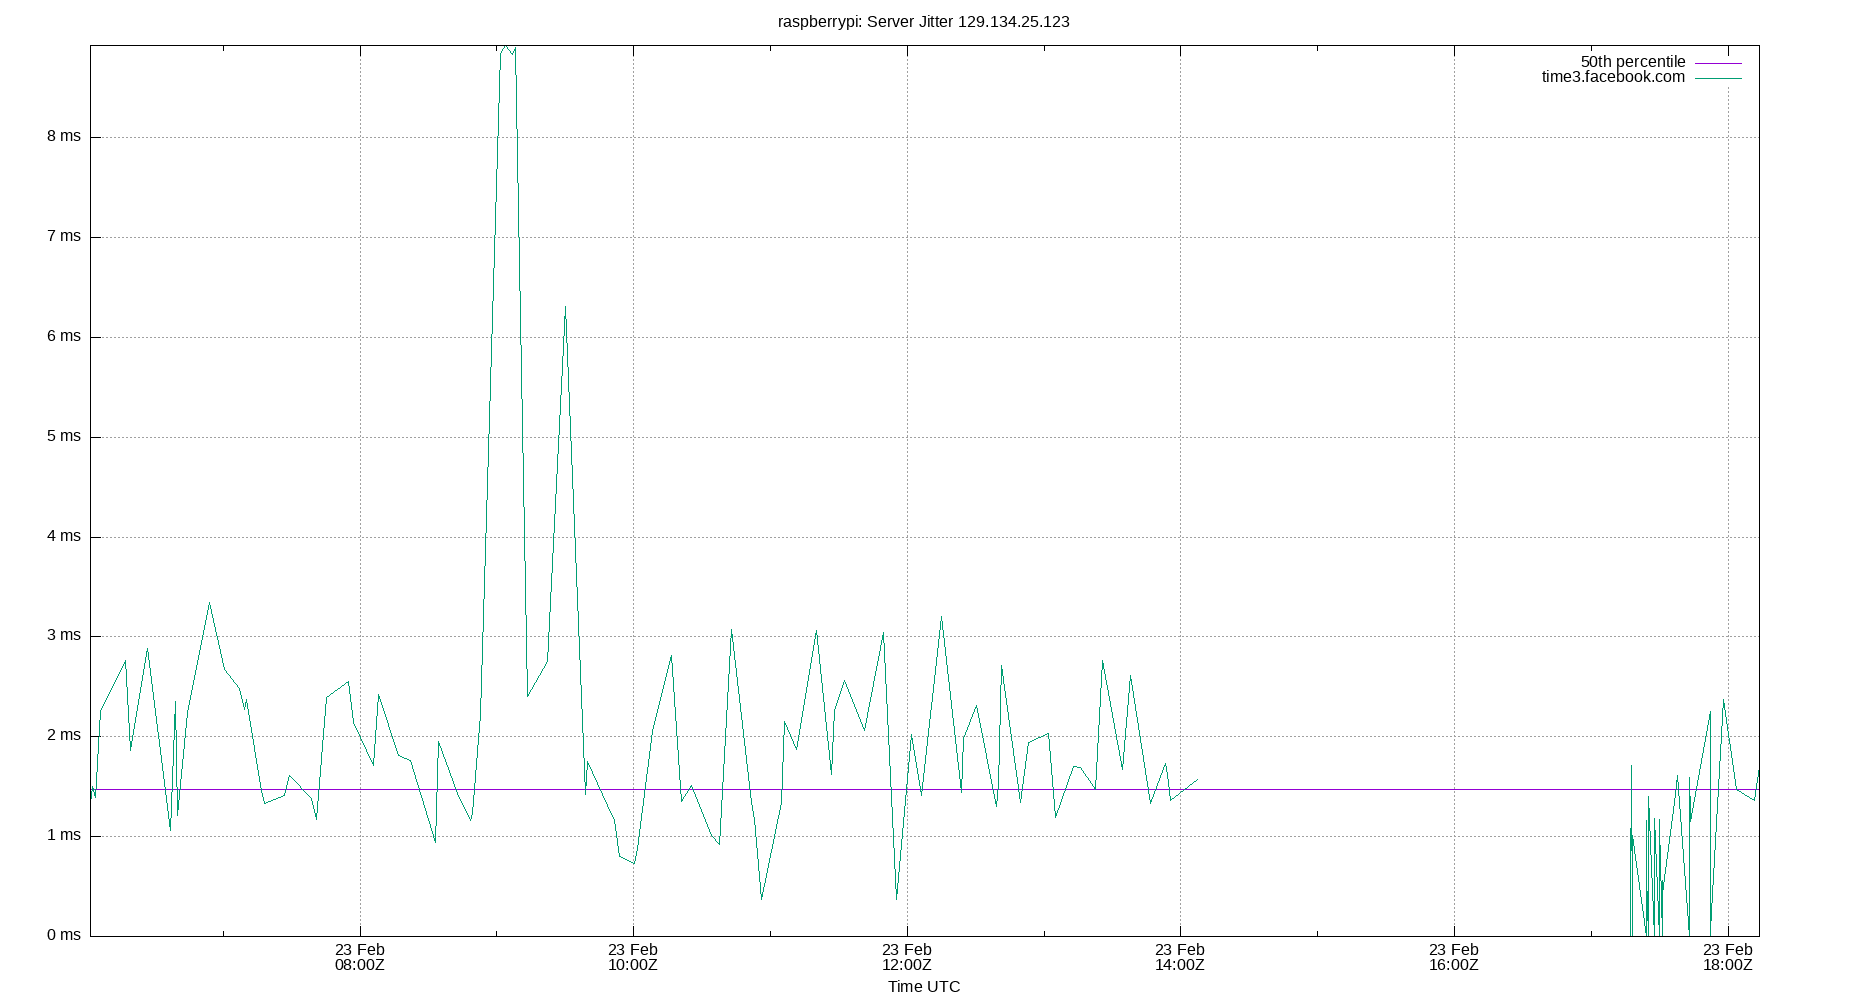 raspberrypi: Server Jitter 129.134.25.123
50th percentile
time3.facebook.com
8 ms
7 ms
6 ms
5 ms
4 ms
3 ms
2 ms
1 ms
0 ms
23 Feb 23 Feb 23 Feb 23 Feb 23 Feb 23 Feb
08:00Z 10:00Z 12:00Z 14:00Z 16:00Z 18:00Z
Time UTC